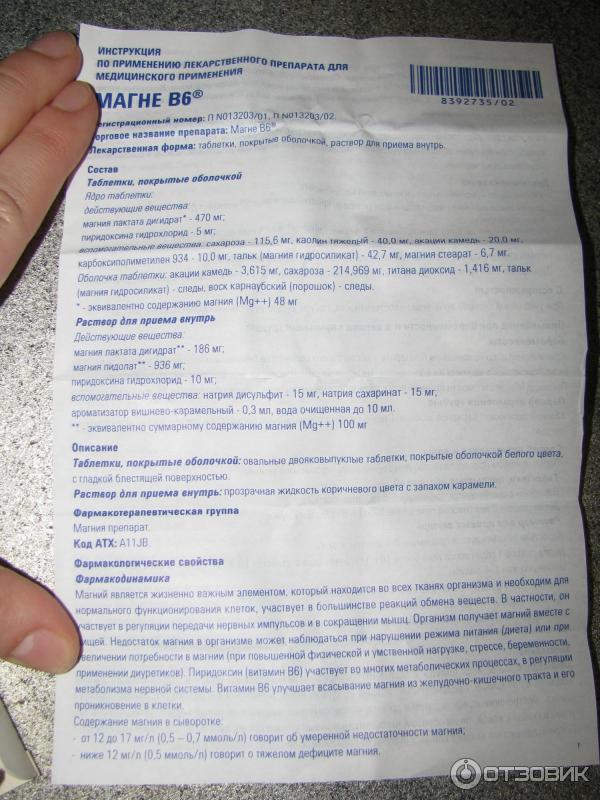 ИНСТРУКЦИЯ
ПО ПРИМЕНЕНИЮ ЛЕКАРСТВЕННОГО ПРЕПАРАТА ДЛЯ
МЕДИЦИНСКОГО ПРИМЕНЕНИЯ
МАГНЕ В6®
8392735/02
егистрационный номер: П N013203/01, П N013203/02.
орговое название препарата: Магне В6®
Лекарственная форма: таблетки, покрытые оболочкой, раствор для приема внутрь.
Состав
Таблетки, покрытые оболочкой
Ядро таблетки:
действующие вещества:
магния лактата дигидрат* - 470 мг;
пиридоксина гидрохлорид - 5 мг;
вспомогательные вещества: сахароза - 115,6 мг, каолин тяжелый - 40,0 мг, акации камедь - 20,0 мг,
карбоксиполиметилен 934 - 10,0 мг, тальк (магния гидросиликат) - 42,7 мг, магния стеарат - 6,7 мг.
Оболочка таблетки: акации камедь - 3,615 мг, сахароза - 214,969 мг, титана диоксид - 1,416 мг, тальк
(магния гидросиликат) - следы, воск карнаубский (порошок) - следы.
* - эквивалентно содержанию магния (Mg++) 48 мг
Раствор для приема внутрь
Действующие вещества:
магния лактата дигидрат** - 186 мг;
магния пидолат** - 936 мг;
пиридоксина гидрохлорид - 10 мг;
вспомогательные вещества: натрия дисульфит - 15 мг, натрия сахаринат - 15 мг,
ароматизатор вишнево-карамельный - 0,3 мл, вода очищенная до 10 мл.
** - эквивалентно суммарному содержанию магния (Mg++) 100 мг
Описание
Таблетки, покрытые оболочкой: овальные двояковыпуклые таблетки, покрытые оболочкой белого цвета,
с гладкой блестящей поверхностью.
Раствор для приема внутрь: прозрачная жидкость коричневого цвета с запахом карамели.
Фармакотерапевтическая группа
Магния препарат.
Код АТХ: A11JB
Фармакологические свойства
Фармакодинамика
Магний является жизненно важным элементом, который находится во всех тканях организма и необходим для
нормального функционирования клеток, участвует в большинстве реакций обмена веществ. В частности, он
участвует в регуляции передачи нервных импульсов и в сокращении мышц. Организм получает магний вместе с
ищей. Недостаток магния в организме может наблюдаться при нарушении режима питания (диета) или при
величении потребности в магнии (при повышенной физической и умственной нагрузке, стрессе, беременности,
применении диуретиков). Пиридоксин (витамин В6) участвует во многих метаболических процессах, в регуляции
метаболизма нервной системы. Витамин В6 улучшает всасывание магния из желудочно-кишечного тракта и его
проникновение в клетки.
Содержание магния в сыворотке:
- от 12 до 17 мг/л (0,5 – 0,7 ммоль/л) говорит об умеренной недостаточности магния;
- ниже 12 мг/л (0,5 ммоль/л) говорит о тяжелом дефиците магния.
ОТЗОВИК